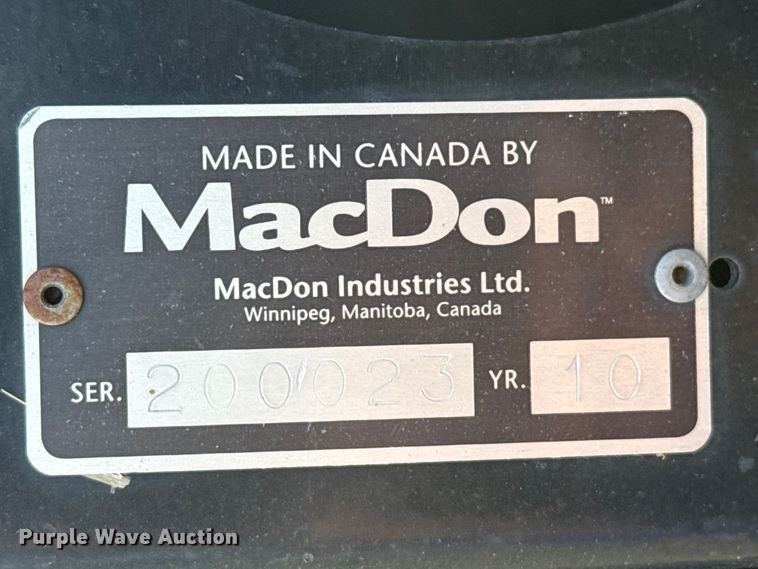 MADE IN CANADA BY
MacDon™
MacDon Industries Ltd.
Winnipeg, Manitoba, Canada
SER. 200023 YR. 10
Purple Wave Auction